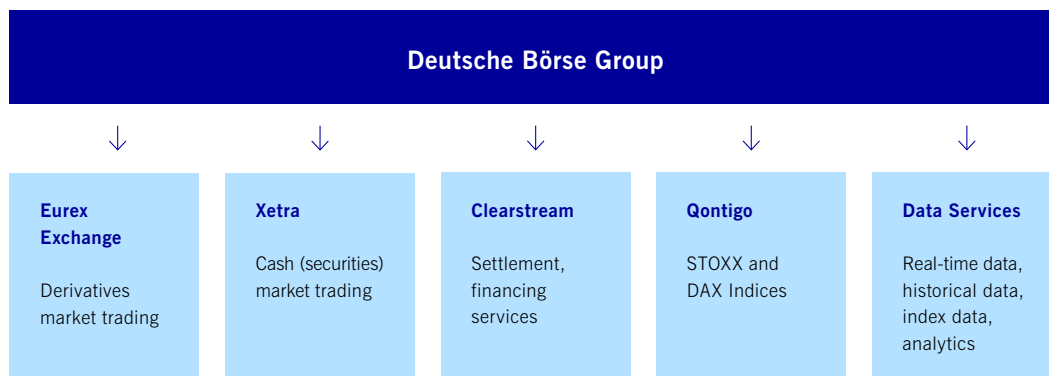 Deutsche Börse Group
Eurex
Exchange
Derivatives
market trading
Xetra
Cash (securities)
market trading
Clearstream
Settlement,
financing
services
Qontigo
STOXX and
DAX Indices
Data Services
Real-time data,
historical data,
index data,
analytics